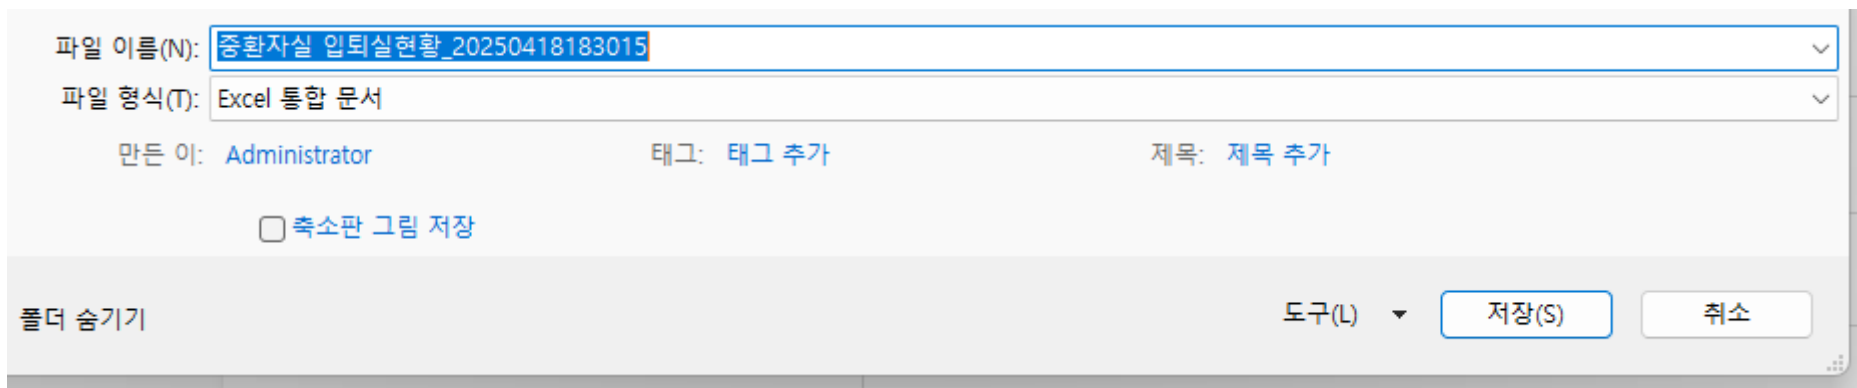 파일 이름(N): 중환자실 입퇴실현황_20250418183015
파일 형식(T): Excel 통합 문서
만든 이: Administrator 태그: 태그 추가 제목: 제목 추가
축소판 그림 저장
폴더 숨기기 도구(L) 저장(S) 취소